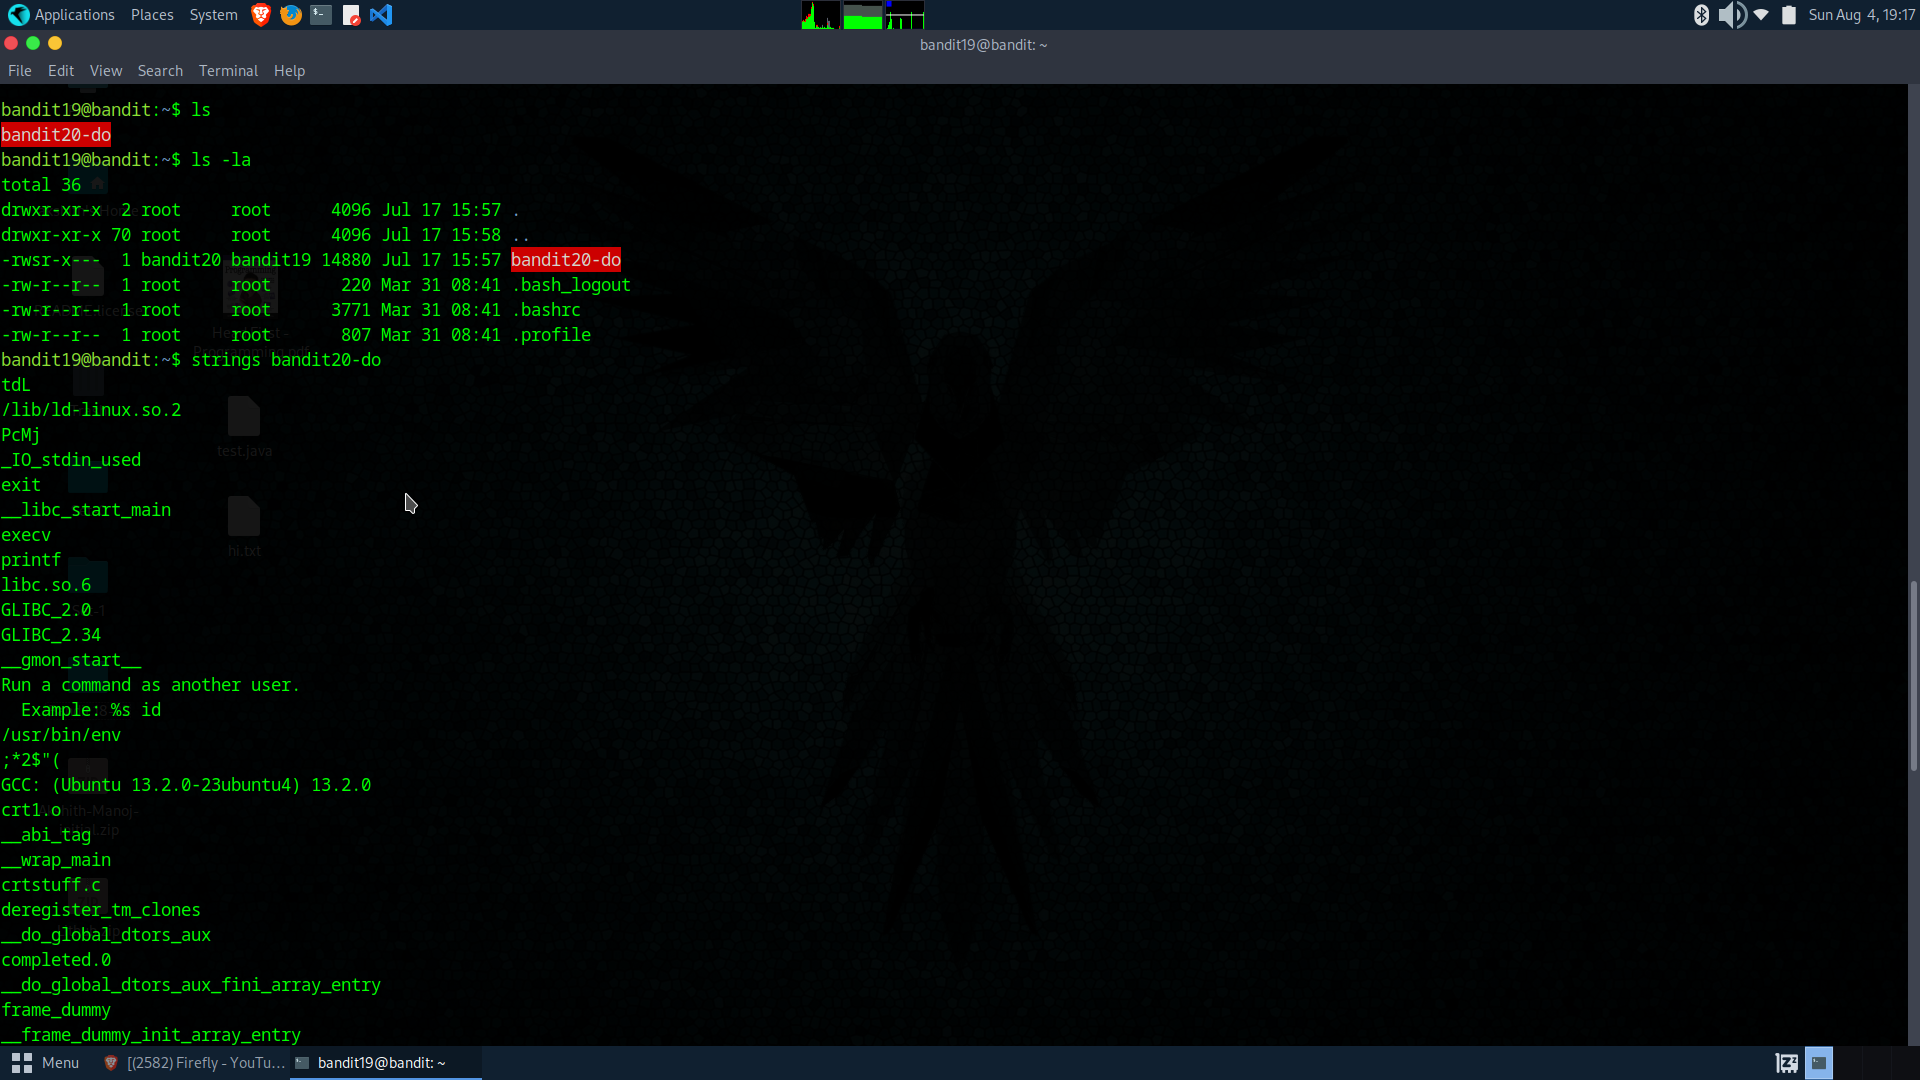 Applications Places System Sun Aug 4, 19:17
bandit19@bandit: ~
File Edit View Search Terminal Help
bandit19@bandit:~$ ls
bandit20-do
bandit19@bandit:~$ ls -la
total 36
drwxr-xr-x  2 root     root      4096 Jul 17 15:57 .
drwxr-xr-x 70 root     root      4096 Jul 17 15:58 ..
-rwsr-x---  1 bandit20 bandit19 14880 Jul 17 15:57 bandit20-do
-rw-r--r--  1 root     root       220 Mar 31 08:41 .bash_logout
-rw-r--r--  1 root     root      3771 Mar 31 08:41 .bashrc
-rw-r--r--  1 root     root       807 Mar 31 08:41 .profile
bandit19@bandit:~$ strings bandit20-do
tdL
/lib/ld-linux.so.2
PcMj
_IO_stdin_used
exit
__libc_start_main
execv
printf
libc.so.6
GLIBC_2.0
GLIBC_2.34
__gmon_start__
Run a command as another user.
  Example: %s id
/usr/bin/env
;*2$"(
GCC: (Ubuntu 13.2.0-23ubuntu4) 13.2.0
crt1.o
__abi_tag
__wrap_main
crtstuff.c
deregister_tm_clones
__do_global_dtors_aux
completed.0
__do_global_dtors_aux_fini_array_entry
frame_dummy
__frame_dummy_init_array_entry
test.java
hi.txt
Menu [(2582) Firefly - YouTu... bandit19@bandit: ~